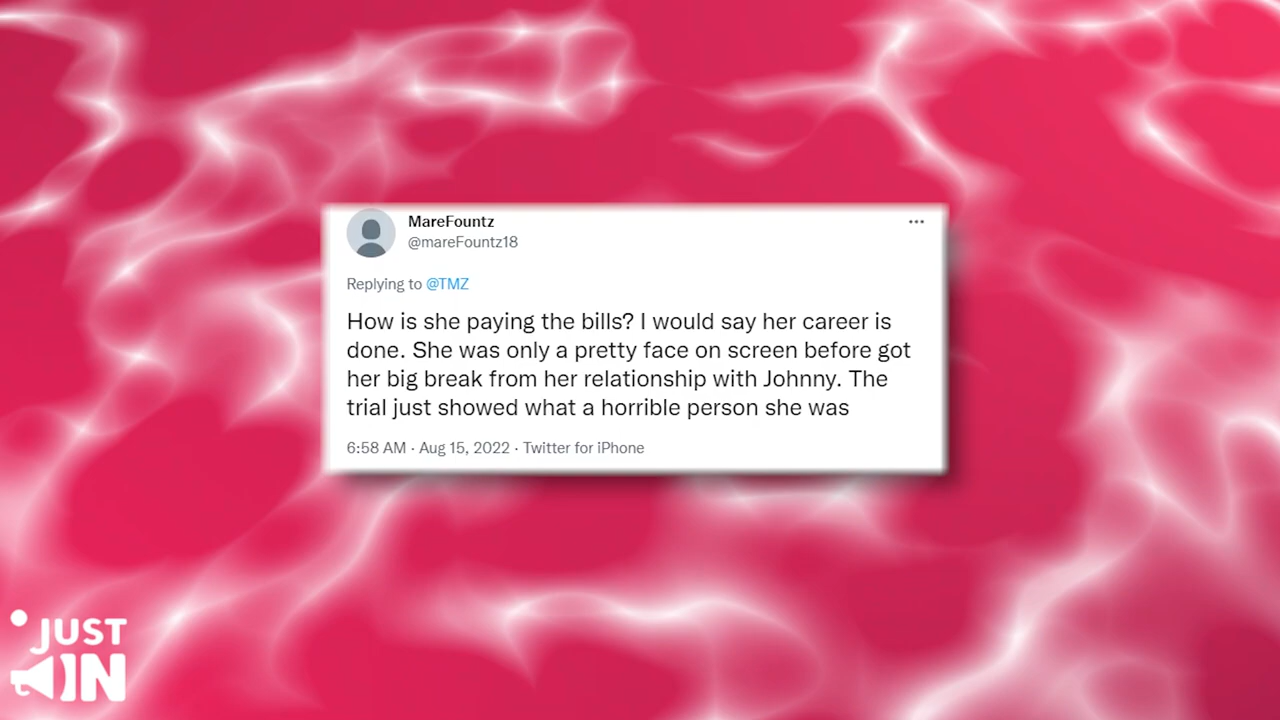 MareFountz
@mareFountz18
Replying to @TMZ
How is she paying the bills? I would say her career is
done. She was only a pretty face on screen before got
her big break from her relationship with Johnny. The
trial just showed what a horrible person she was
6:58 AM · Aug 15, 2022 · Twitter for iPhone
JUST
IN